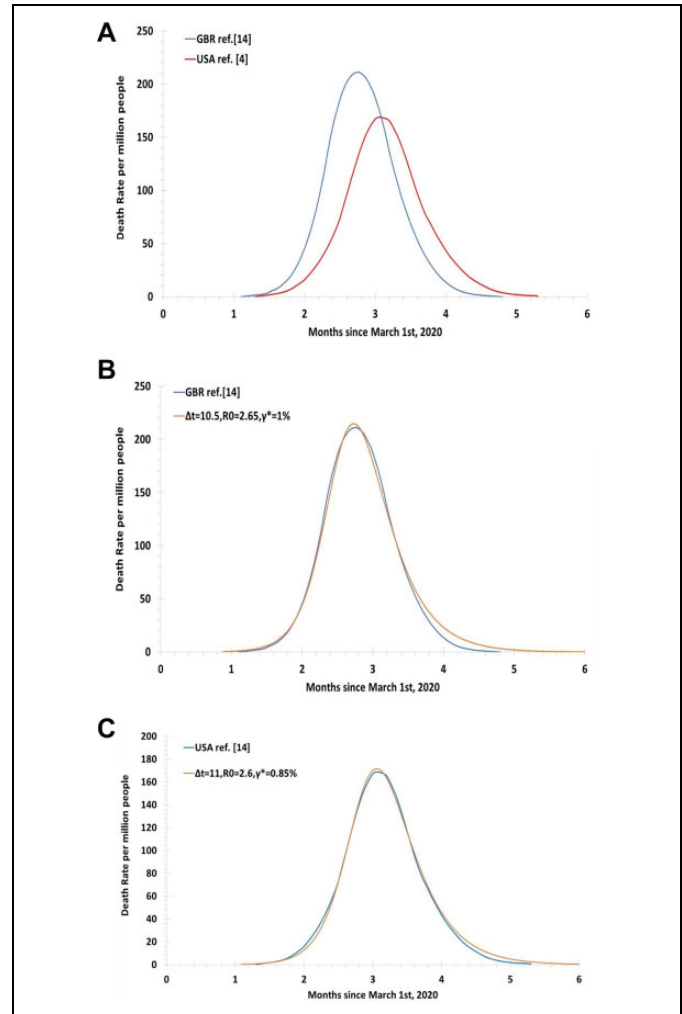 A
GBR ref.[14]
USA ref. [4]
Death Rate per million people
250
200
150
100
50
0
0 1 2 3 4 5 6
Months since March 1st, 2020
B
GBR ref.[14]
Δt=10.5,R0=2.65,γ*=1%
Death Rate per million people
250
200
150
100
50
0
0 1 2 3 4 5 6
Months since March 1st, 2020
C
USA ref. [14]
Δt=11,R0=2.6,γ*=0.85%
Death Rate per million people
200
180
160
140
120
100
80
60
40
20
0
0 1 2 3 4 5 6
Months since March 1st, 2020